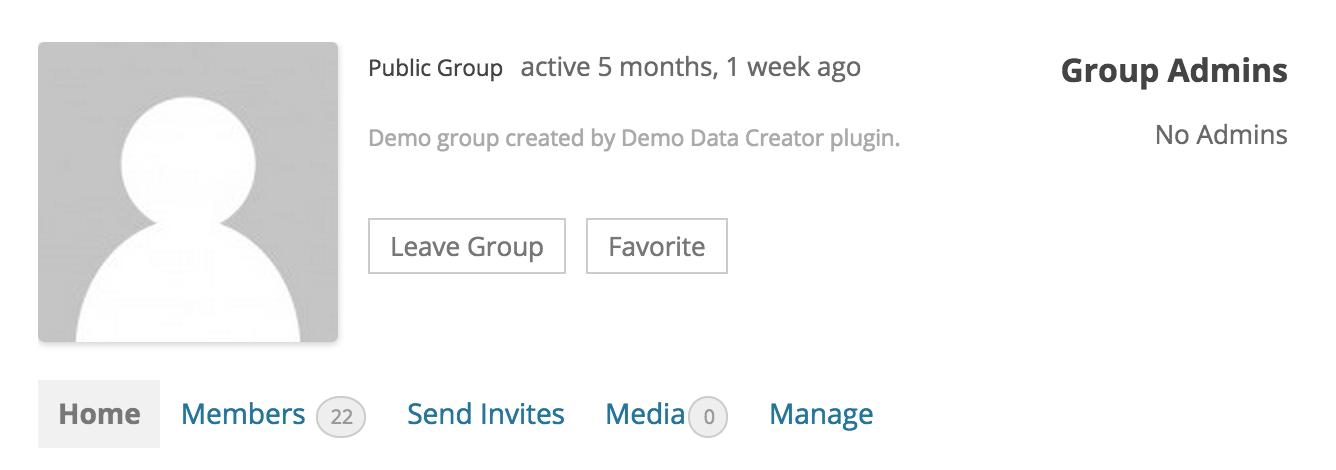 Public Group active 5 months, 1 week ago
Demo group created by Demo Data Creator plugin.
Leave Group
Favorite
Group Admins
No Admins
Home Members 22 Send Invites Media 0 Manage